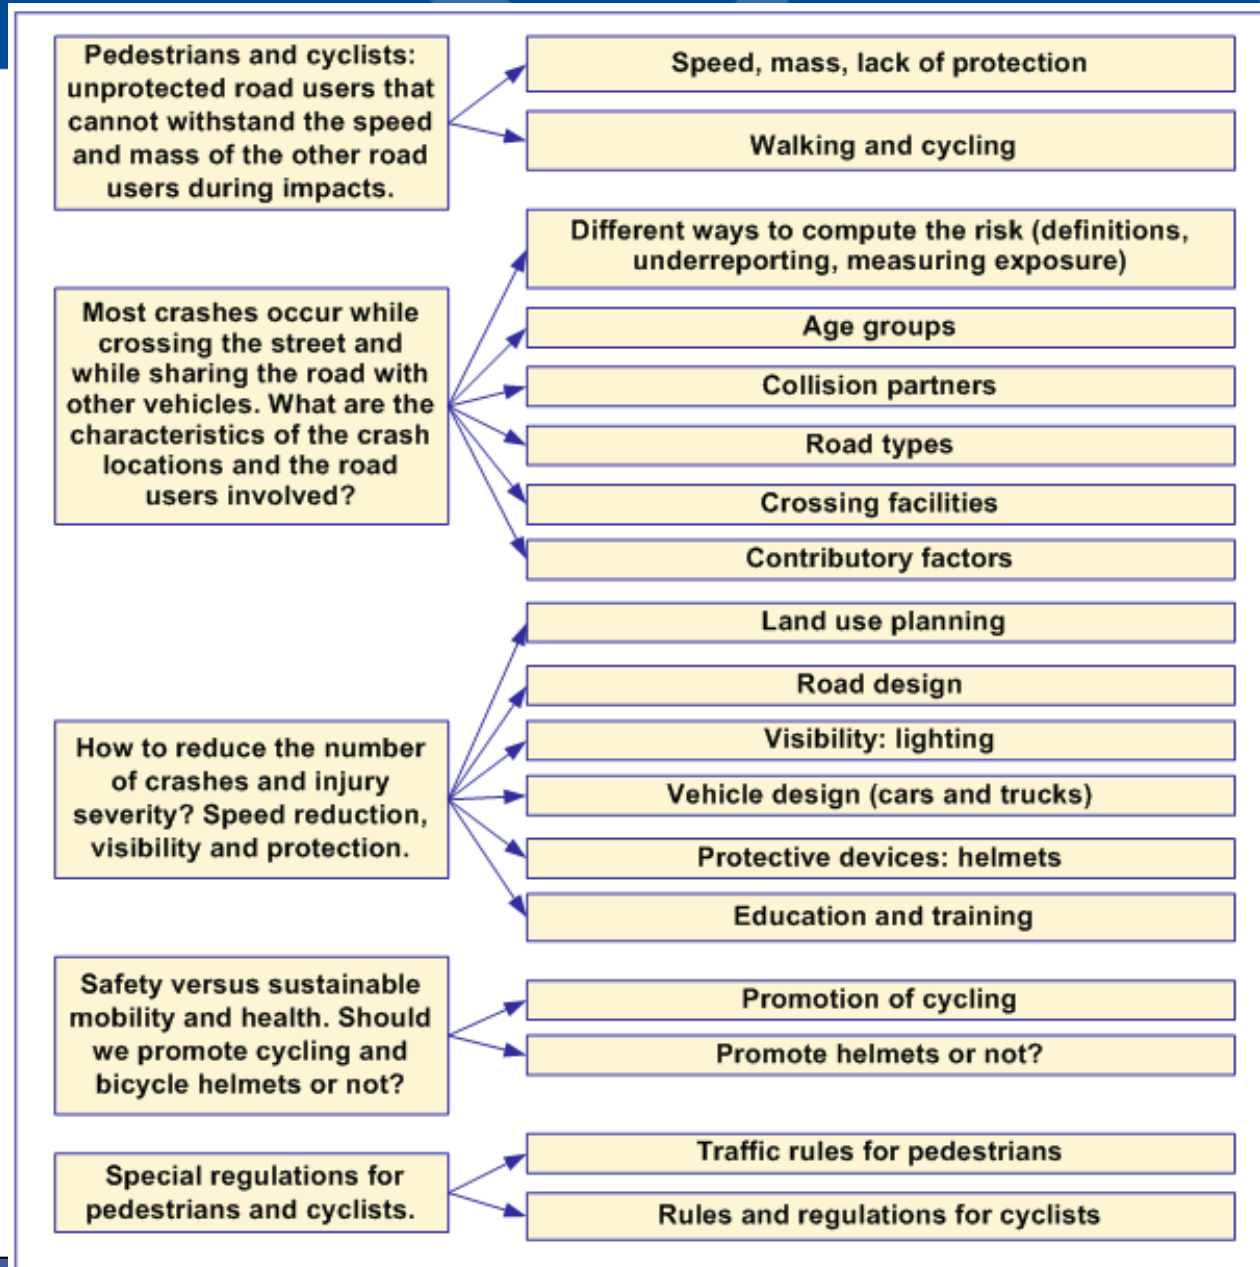 Pedestrians and cyclists:
unprotected road users that
cannot withstand the speed
and mass of the other road
users during impacts.
Speed, mass, lack of protection
Walking and cycling
Most crashes occur while
crossing the street and
while sharing the road with
other vehicles. What are the
characteristics of the crash
locations and the road
users involved?
Different ways to compute the risk (definitions,
underreporting, measuring exposure)
Age groups
Collision partners
Road types
Crossing facilities
Contributory factors
How to reduce the number
of crashes and injury
severity? Speed reduction,
visibility and protection.
Land use planning
Road design
Visibility: lighting
Vehicle design (cars and trucks)
Protective devices: helmets
Education and training
Safety versus sustainable
mobility and health. Should
we promote cycling and
bicycle helmets or not?
Promotion of cycling
Promote helmets or not?
Special regulations for
pedestrians and cyclists.
Traffic rules for pedestrians
Rules and regulations for cyclists